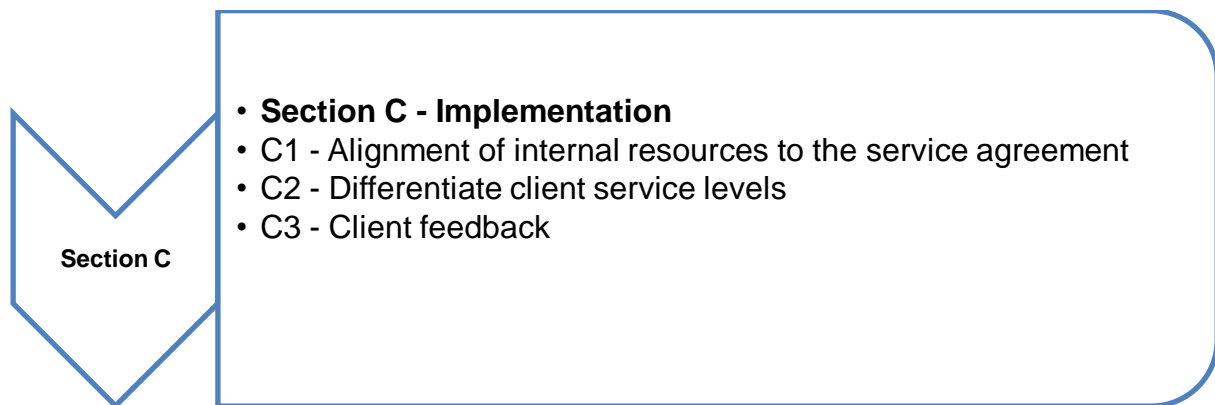 • Section C - Implementation
• C1 - Alignment of internal resources to the service agreement
• C2 - Differentiate client service levels
• C3 - Client feedback
Section C